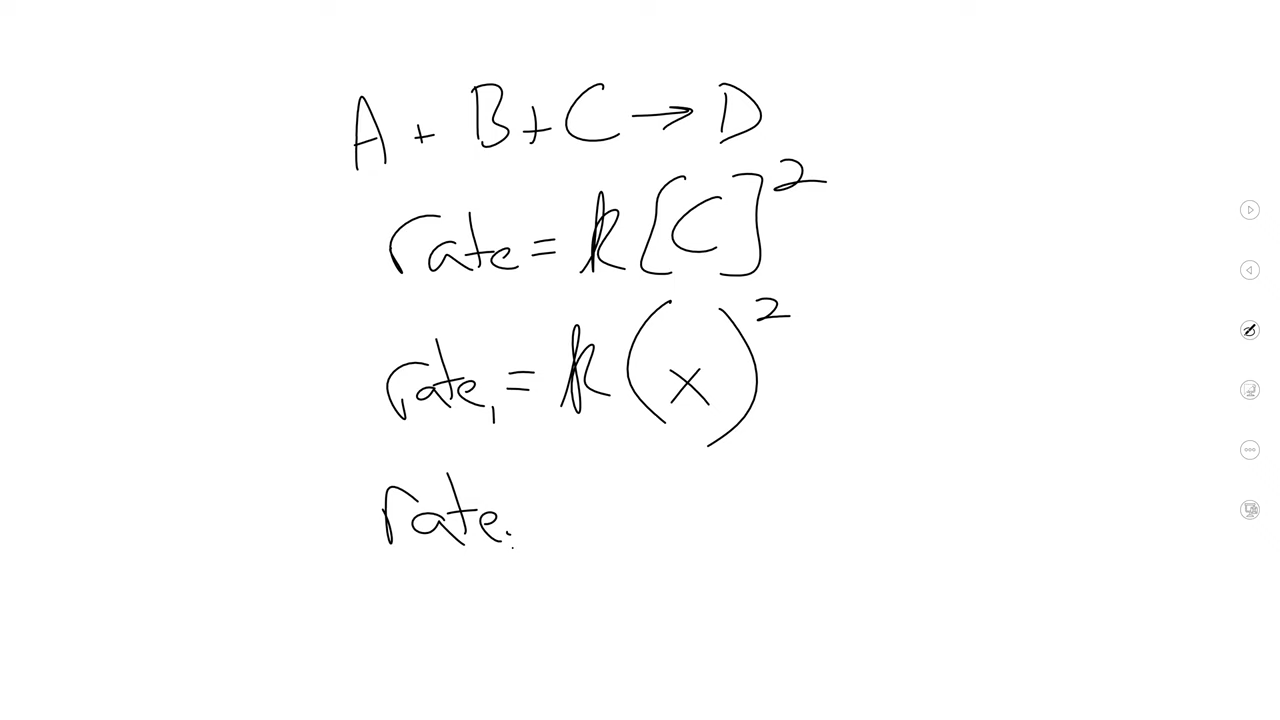 A + B + C → D
rate = k[C]²
rate₁ = k(x)²
rate